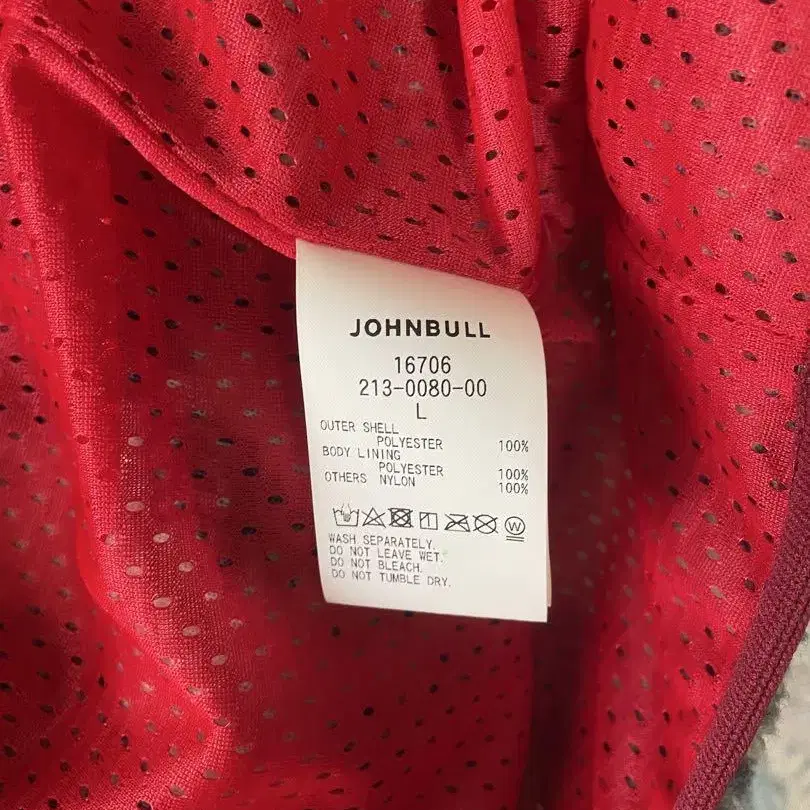 JOHNBULL
16706
213-0080-00
L
OUTER SHELL
POLYESTER 100%
BODY LINING
POLYESTER 100%
OTHERS NYLON 100%
W
WASH SEPARATELY.
DO NOT LEAVE WET.
DO NOT BLEACH.
DO NOT TUMBLE DRY.